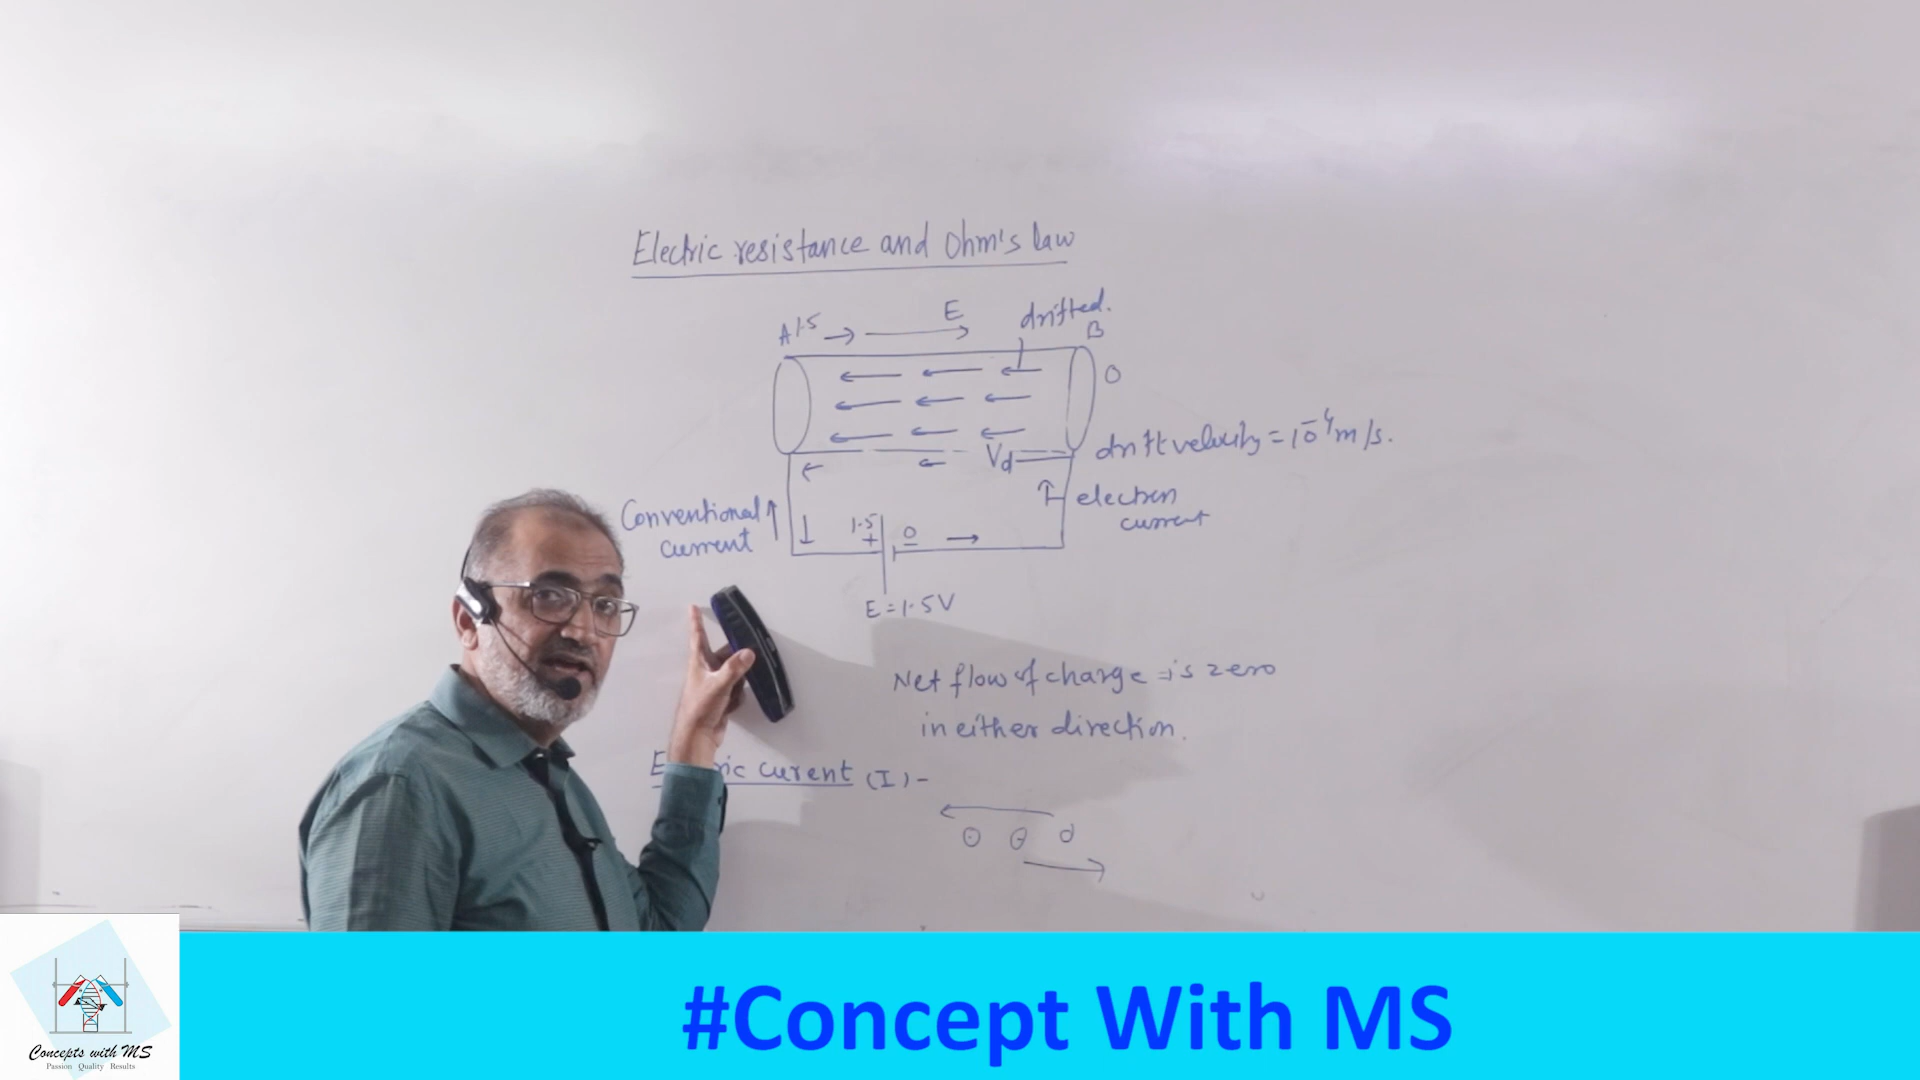 Electric resistance and Ohm's law
A 1.5 → E drifted.
B
0
Vd
drift velocity = 10⁻⁴ m/s.
Conventional
current
electron
current
1.5
+
0
-
E = 1.5V
Net flow of charge is zero
in either direction.
ric current (I) -
#Concept With MS
Concepts with MS
Passion Quality Results